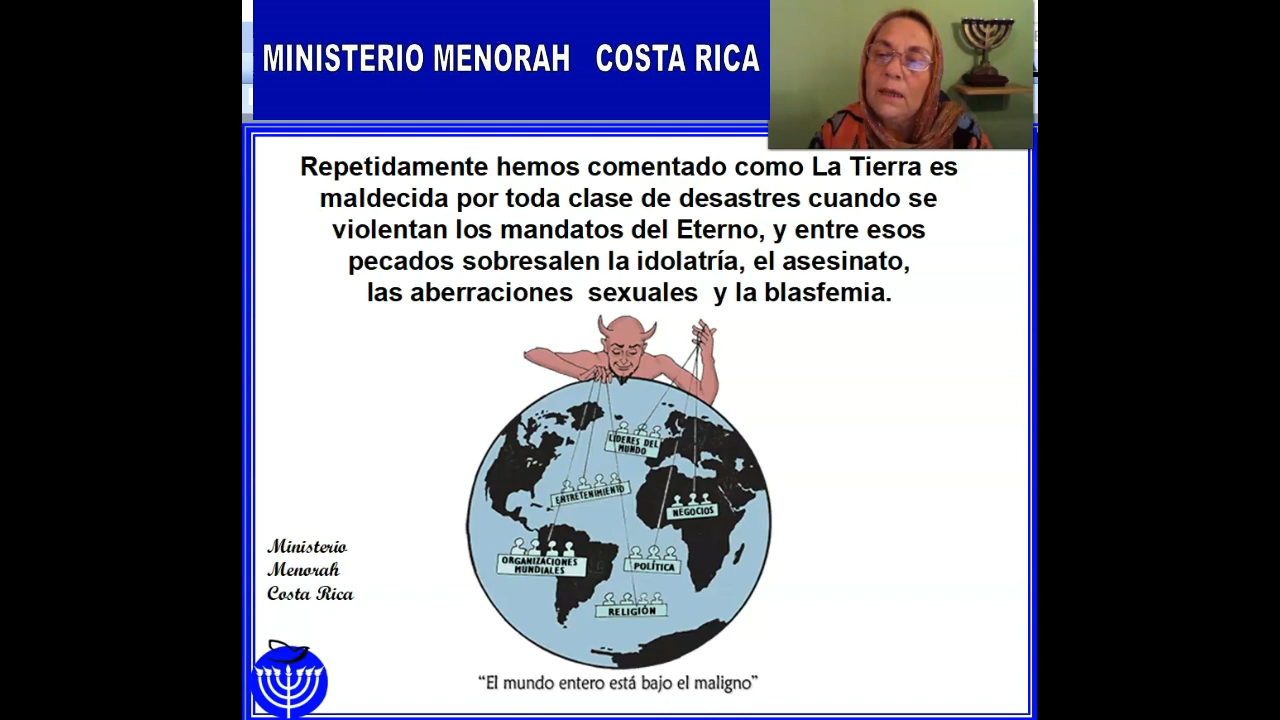 MINISTERIO MENORAH COSTA RICA
Repetidamente hemos comentado como La Tierra es
maldecida por toda clase de desastres cuando se
violentan los mandatos del Eterno, y entre esos
pecados sobresalen la idolatría, el asesinato,
las aberraciones sexuales y la blasfemia.
LIDERES DEL
MUNDO
ENTRETENIMIENTO
NEGOCIOS
ORGANIZACIONES
MUNDIALES
POLÍTICA
RELIGIÓN
Ministerio
Menorah
Costa Rica
“El mundo entero está bajo el maligno”